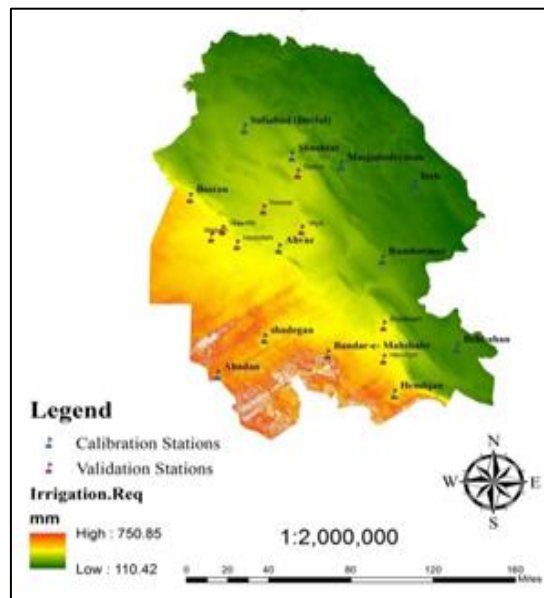 Safiabad (Dezful)
Shushtar
Masjedsoleyman
Izeh
Bostan
Ahvaz
Ramhormoz
shadegan
Bandar-e- Mahshahr
Behbahan
Abadan
Hendijan
Legend
Calibration Stations
Validation Stations
Irrigation.Req
mm
High : 750.85
Low : 110.42
N
W
E
S
1:2,000,000
0 20 40 80 120 160
Miles